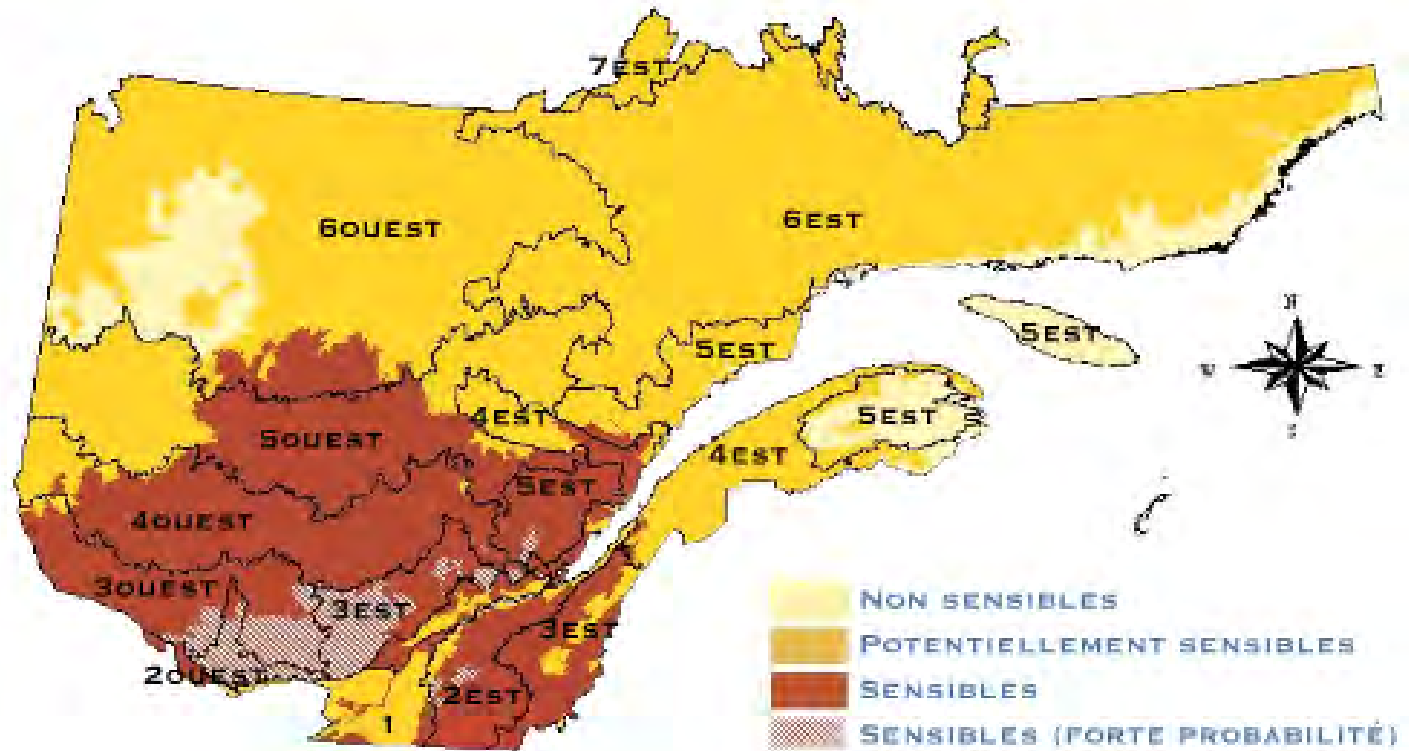 7EST
6OUEST
6EST
5EST
5EST
4EST
5EST
5OUEST
4EST
5EST
4OUEST
3OUEST
3EST
3EST
2OUEST
2EST
1
N
W
E
S
NON SENSIBLES
POTENTIELLEMENT SENSIBLES
SENSIBLES
SENSIBLES (FORTE PROBABILITÉ)